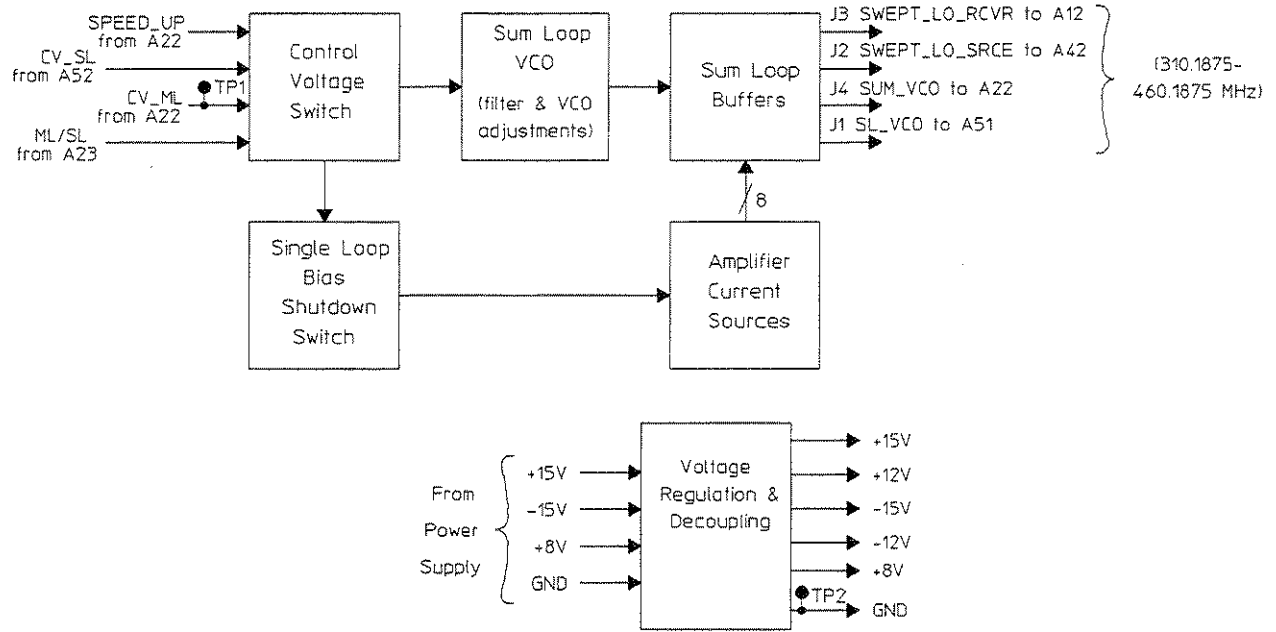 SPEED_UP
from A22
CV_SL
from A52
TP1
CV_ML
from A22
ML/SL
from A23
Control
Voltage
Switch
Sum Loop
VCO
(filter & VCO
adjustments)
Sum Loop
Buffers
J3 SWEPT_LO_RCVR to A12
J2 SWEPT_LO_SRCE to A42
J4 SUM_VCO to A22
J1 SL_VCO to A51
(310.1875-
460.1875 MHz)
8
Single Loop
Bias
Shutdown
Switch
Amplifier
Current
Sources
From
Power
Supply
+15V
-15V
+8V
GND
Voltage
Regulation &
Decoupling
+15V
+12V
-15V
-12V
+8V
TP2
GND